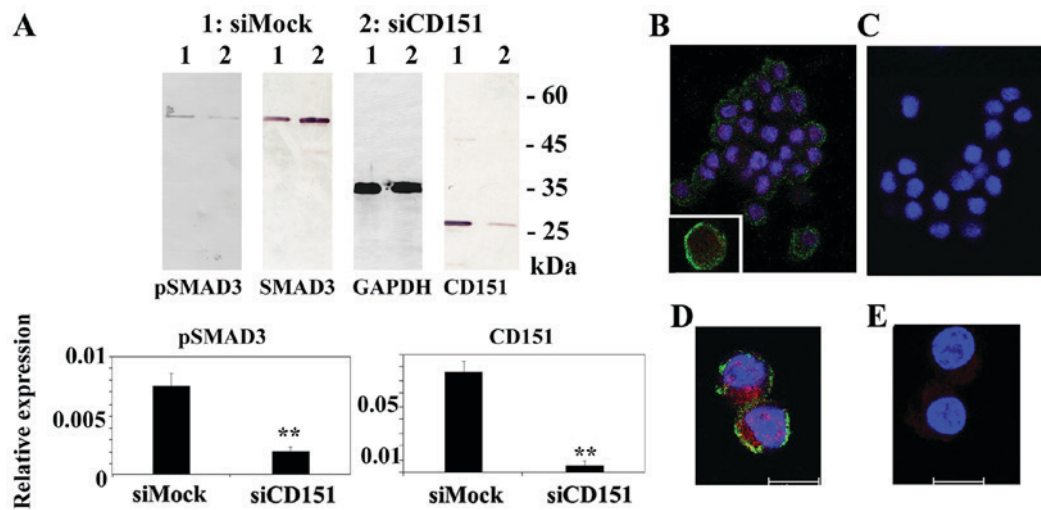 A
1: siMock 2: siCD151
1 2 1 2 1 2 1 2
- 60
- 45
- 35
- 25
kDa
pSMAD3 SMAD3 GAPDH CD151
B
C
D
E
Relative expression
pSMAD3
0.01
0.005
0
**
siMock siCD151
CD151
0.05
0.01
**
siMock siCD151